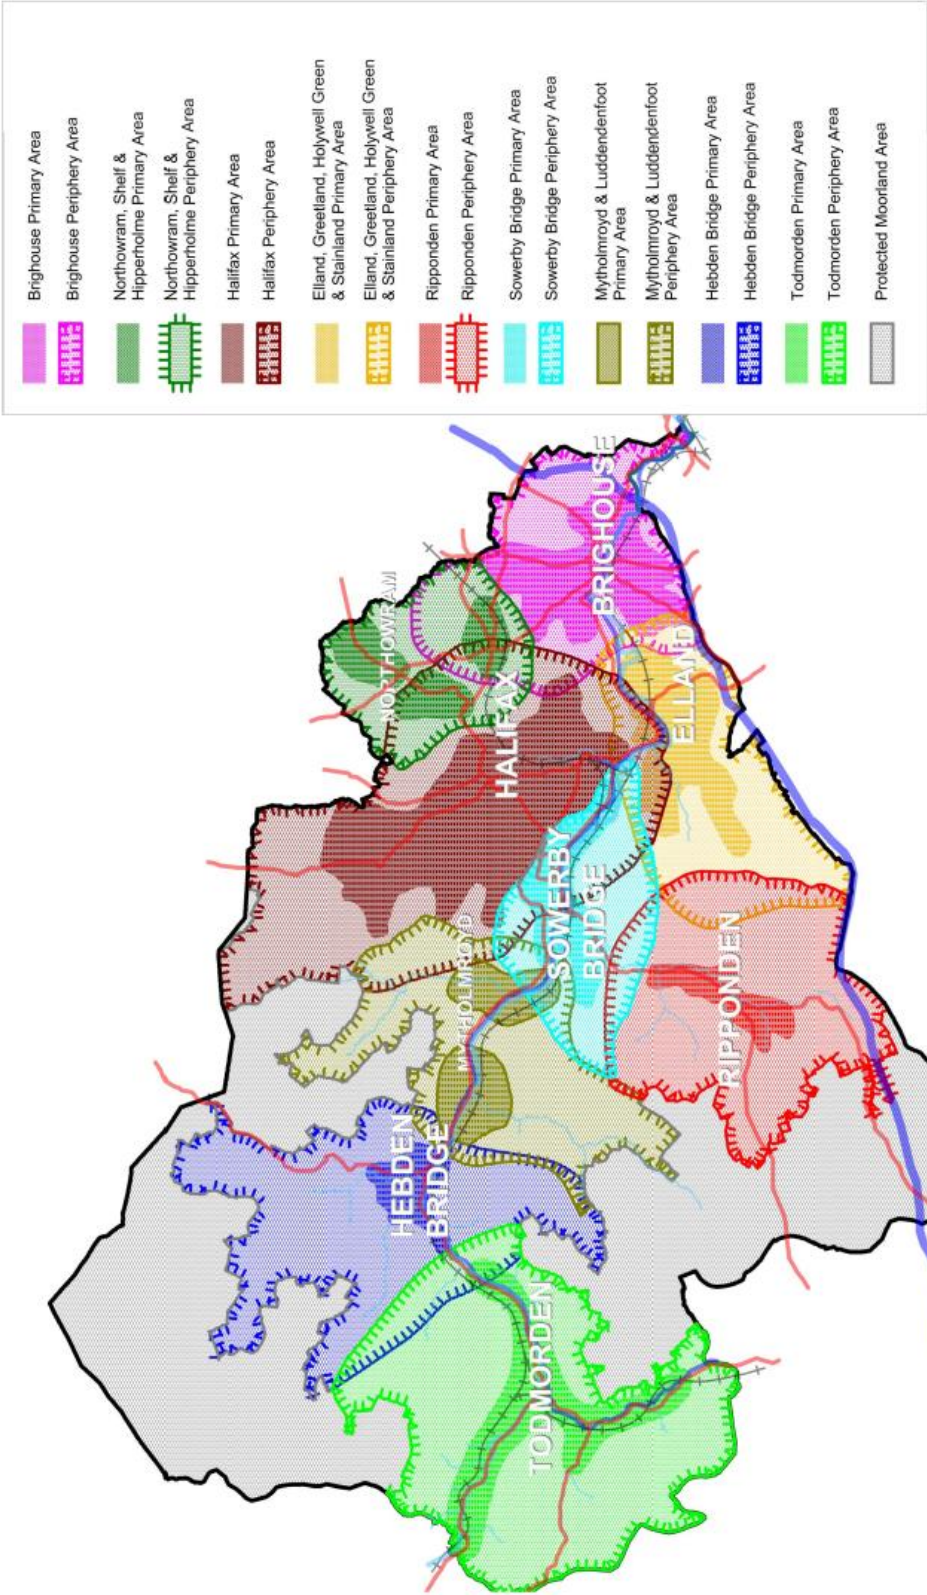 Brighouse Primary Area
Brighouse Periphery Area
Northowram, Shelf &
Hipperholme Primary Area
Northowram, Shelf &
Hipperholme Periphery Area
Halifax Primary Area
Halifax Periphery Area
Elland, Greetland, Holywell Green
& Stainland Primary Area
Elland, Greetland, Holywell Green
& Stainland Periphery Area
Ripponden Primary Area
Ripponden Periphery Area
Sowerby Bridge Primary Area
Sowerby Bridge Periphery Area
Mytholmroyd & Luddendenfoot
Primary Area
Mytholmroyd & Luddendenfoot
Periphery Area
Hebden Bridge Primary Area
Hebden Bridge Periphery Area
Todmorden Primary Area
Todmorden Periphery Area
Protected Moorland Area
NORTHOWRAM
HALIFAX
BRIGHOUSE
ELLAND
MYTHOLMROYD
SOWERBY
BRIDGE
RIPPONDEN
HEBDEN
BRIDGE
TODMORDEN